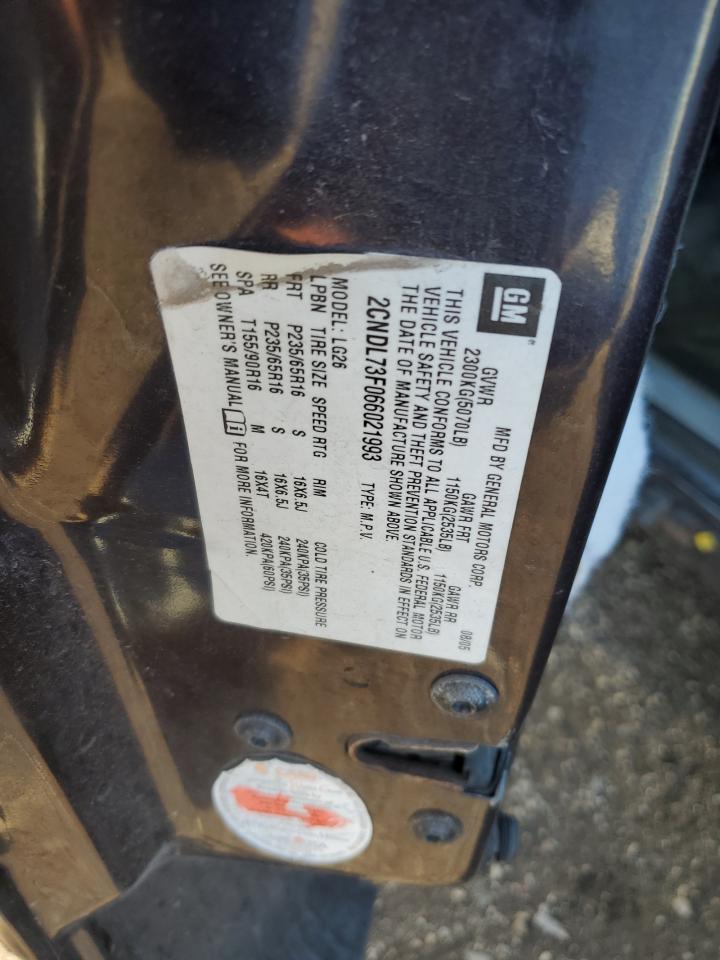 GM
MFD BY GENERAL MOTORS CORP.
08/05
GVWR GAWR FRT GAWR RR
2300KG(5070LB) 1150KG(2535LB) 1150KG(2535LB)
THIS VEHICLE CONFORMS TO ALL APPLICABLE U.S. FEDERAL MOTOR
VEHICLE SAFETY AND THEFT PREVENTION STANDARDS IN EFFECT ON
THE DATE OF MANUFACTURE SHOWN ABOVE.
2CNDL73F066021993 TYPE: M.P.V.
MODEL: LG26
LPBN TIRE SIZE SPEED RTG RIM COLD TIRE PRESSURE
FRT P235/65R16 S 16X6.5J 240KPA(35PSI)
RR P235/65R16 S 16X6.5J 240KPA(35PSI)
SPA T155/90R16 M 16X4T 420KPA(60PSI)
SEE OWNER'S MANUAL i FOR MORE INFORMATION.